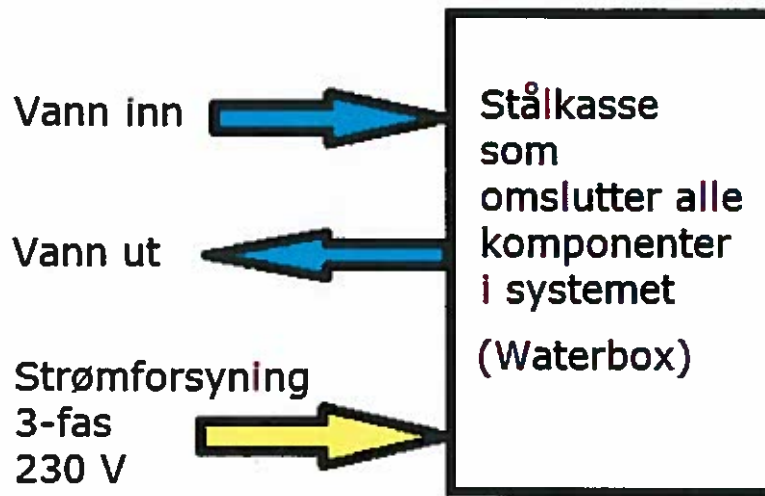 Vann inn
Vann ut
Strømforsyning
3-fas
230 V
Stålkasse
som
omslutter alle
komponenter
i systemet
(Waterbox)